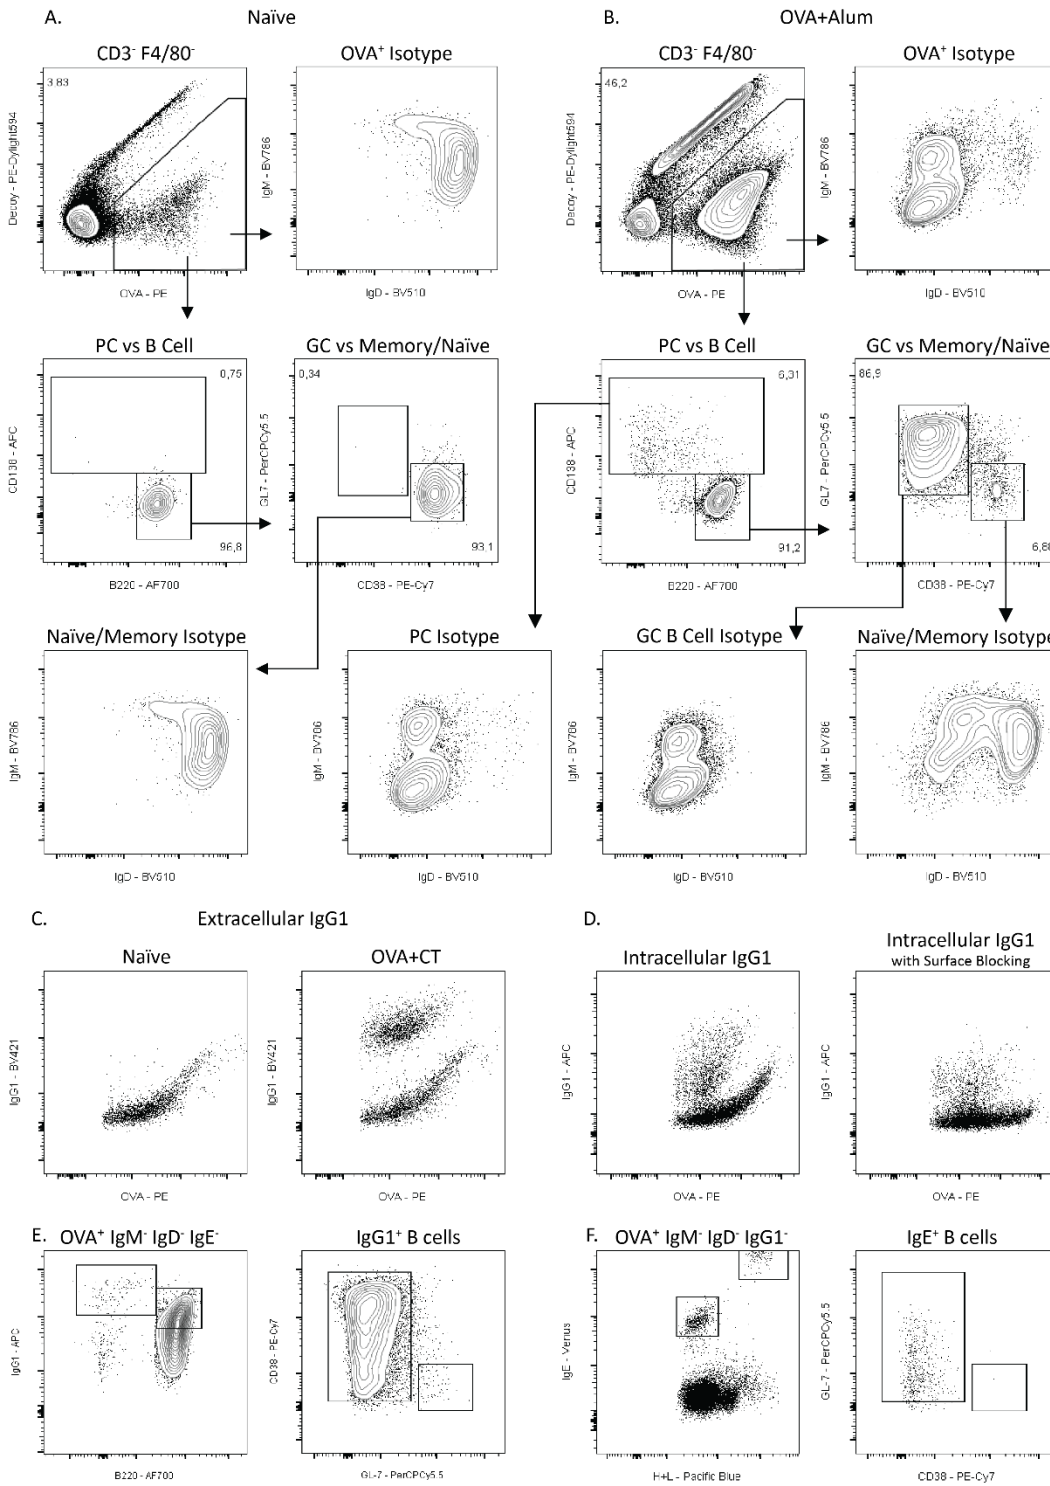 A.
Naïve
B.
OVA+Alum
CD3- F4/80-
OVA+ Isotype
CD3- F4/80-
OVA+ Isotype
3.83
Decoy - PE-Dylight594
OVA - PE
IgM - BV786
IgD - BV510
46,2
Decoy - PE-Dylight594
OVA - PE
IgM - BV786
IgD - BV510
PC vs B Cell
GC vs Memory/Naïve
PC vs B Cell
GC vs Memory/Naïve
0,75
CD138 - APC
96,8
B220 - AF700
0,34
GL-7 - PerCPCy5.5
93,1
CD38 - PE-Cy7
6,31
CD138 - APC
91,2
B220 - AF700
86,9
GL7 - PerCPCy5.5
CD38 - PE-Cy7
Naïve/Memory Isotype
PC Isotype
GC B Cell Isotype
Naïve/Memory Isotype
IgM - BV786
IgD - BV510
IgM - BV786
IgD - BV510
IgM - BV786
IgD - BV510
IgM - BV786
IgD - BV510
C.
Extracellular IgG1
D.
Naïve
OVA+CT
Intracellular IgG1
Intracellular IgG1
with Surface Blocking
IgG1 - BV421
OVA - PE
IgG1 - BV421
OVA - PE
IgG1 - APC
OVA - PE
IgG1 - APC
OVA - PE
E.
OVA+ IgM- IgD- IgE-
IgG1+ B cells
F.
OVA+ IgM- IgD- IgG1-
IgE+ B cells
IgG1 - APC
B220 - AF700
CD38 - PE-Cy7
GL-7 - PerCPCy5.5
IgE - Venus
H+L - Pacific Blue
GL-7 - PerCPCy5.5
CD38 - PE-Cy7